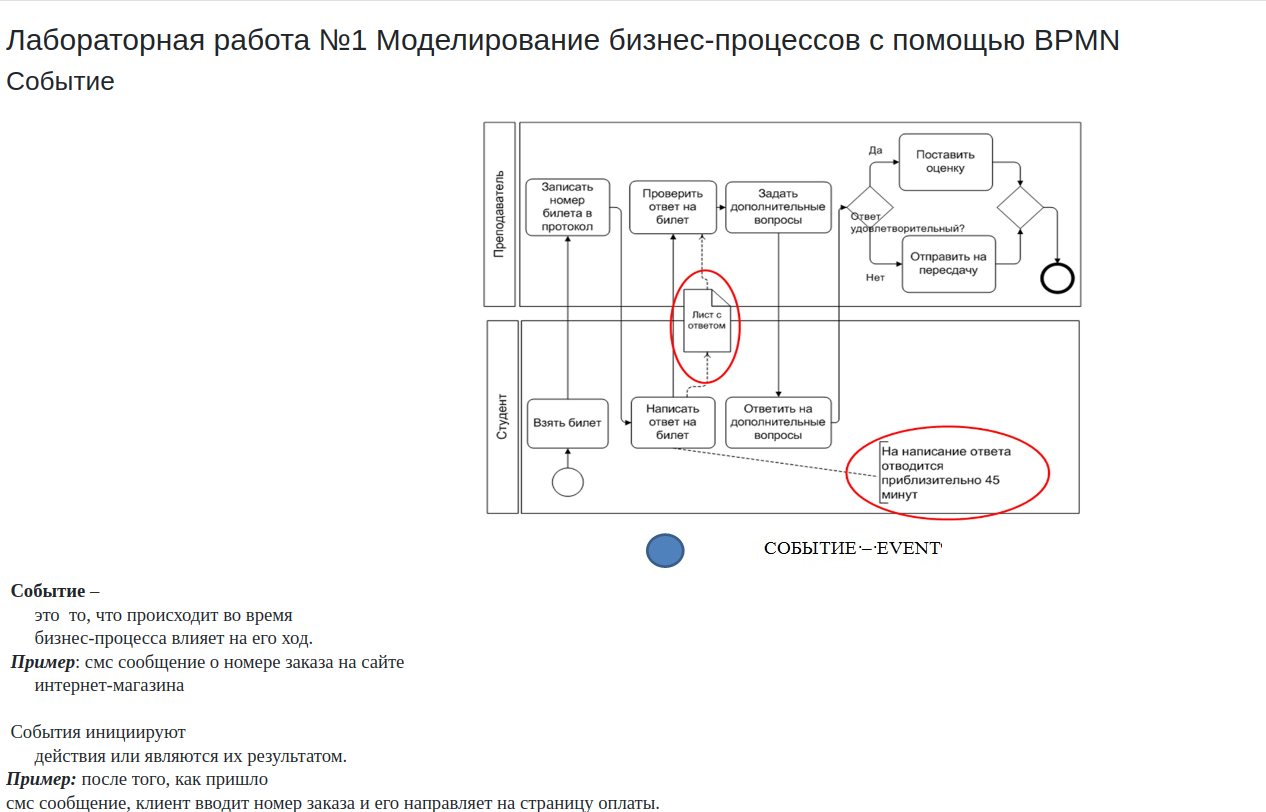 Лабораторная работа №1 Моделирование бизнес-процессов с помощью BPMN
Событие
Преподаватель
Записать
номер
билета в
протокол
Проверить
ответ на
билет
Задать
дополнительные
вопросы
Да
Ответ
удовлетворительный?
Нет
Поставить
оценку
Отправить на
пересдачу
Лист с
ответом
Студент
Взять билет
Написать
ответ на
билет
Ответить на
дополнительные
вопросы
На написание ответа
отводится
приблизительно 45
минут
СОБЫТИЕ·–·EVENT
Событие –
это то, что происходит во время
бизнес-процесса влияет на его ход.
Пример: смс сообщение о номере заказа на сайте
интернет-магазина
События инициируют
действия или являются их результатом.
Пример: после того, как пришло
смс сообщение, клиент вводит номер заказа и его направляет на страницу оплаты.